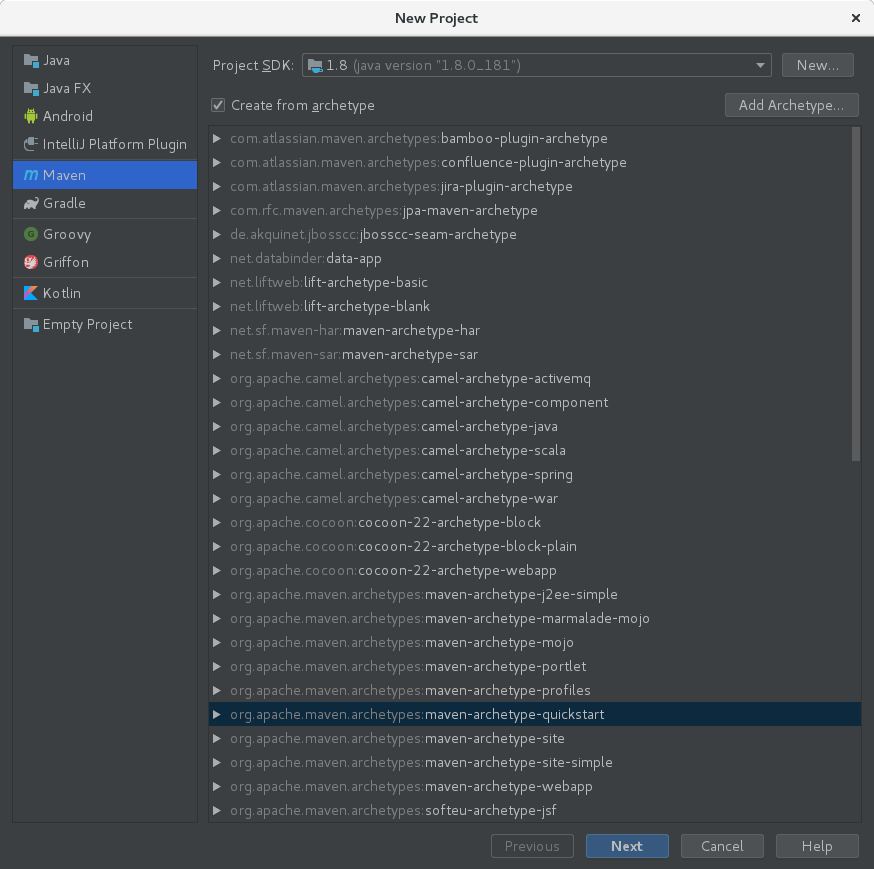 New Project
Java
Java FX
Android
IntelliJ Platform Plugin
Maven
Gradle
Groovy
Griffon
Kotlin
Empty Project
Project SDK: 1.8 (java version "1.8.0_181") New...
Create from archetype Add Archetype...
com.atlassian.maven.archetypes:bamboo-plugin-archetype
com.atlassian.maven.archetypes:confluence-plugin-archetype
com.atlassian.maven.archetypes:jira-plugin-archetype
com.rfc.maven.archetypes:jpa-maven-archetype
de.akquinet.jbosscc:jbosscc-seam-archetype
net.databinder:data-app
net.liftweb:lift-archetype-basic
net.liftweb:lift-archetype-blank
net.sf.maven-har:maven-archetype-har
net.sf.maven-sar:maven-archetype-sar
org.apache.camel.archetypes:camel-archetype-activemq
org.apache.camel.archetypes:camel-archetype-component
org.apache.camel.archetypes:camel-archetype-java
org.apache.camel.archetypes:camel-archetype-scala
org.apache.camel.archetypes:camel-archetype-spring
org.apache.camel.archetypes:camel-archetype-war
org.apache.cocoon:cocoon-22-archetype-block
org.apache.cocoon:cocoon-22-archetype-block-plain
org.apache.cocoon:cocoon-22-archetype-webapp
org.apache.maven.archetypes:maven-archetype-j2ee-simple
org.apache.maven.archetypes:maven-archetype-marmalade-mojo
org.apache.maven.archetypes:maven-archetype-mojo
org.apache.maven.archetypes:maven-archetype-portlet
org.apache.maven.archetypes:maven-archetype-profiles
org.apache.maven.archetypes:maven-archetype-quickstart
org.apache.maven.archetypes:maven-archetype-site
org.apache.maven.archetypes:maven-archetype-site-simple
org.apache.maven.archetypes:maven-archetype-webapp
org.apache.maven.archetypes:softeu-archetype-jsf
Previous Next Cancel Help